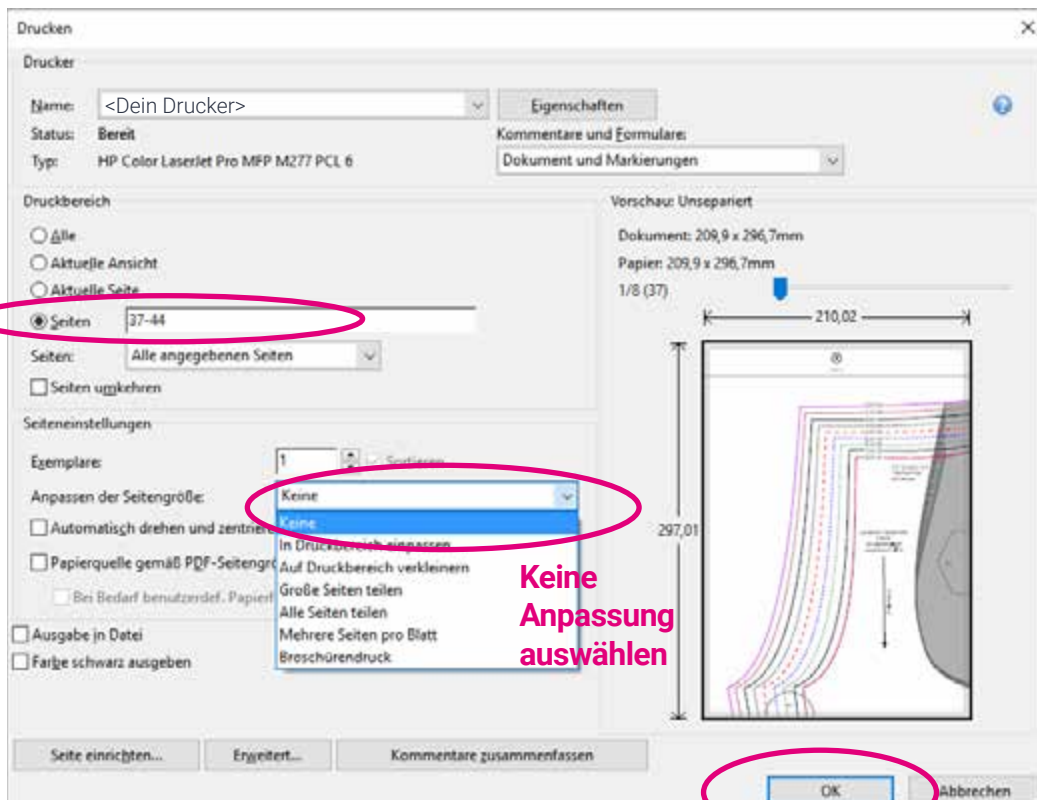 Drucken
Drucker
Name: <Dein Drucker> Eigenschaften
Status: Bereit Kommentare und Formulare:
Typ: HP Color LaserJet Pro MFP M277 PCL 6 Dokument und Markierungen
Druckbereich Vorschau: Unsepariert
Alle Dokument: 209,9 x 296,7mm
Aktuelle Ansicht Papier: 209,9 x 296,7mm
Aktuelle Seite 1/8 (37)
Seiten 37-44 210,02
Seiten: Alle angegebenen Seiten
Seiten umkehren
Seiteneinstellungen
Exemplare: 1 Sortieren
Anpassen der Seitengröße: Keine
Automatisch drehen und zentrieren Keine 297,01
In Druckbereich einpassen
Papierquelle gemäß PDF-Seitengrö Auf Druckbereich verkleinern
Große Seiten teilen
Bei Bedarf benutzerdef. Papierf
Alle Seiten teilen
Mehrere Seiten pro Blatt
Broschürendruck
Keine
Anpassung
auswählen
Ausgabe in Datei
Farbe schwarz ausgeben
Seite einrichten... Erweitert... Kommentare zusammenfassen
OK Abbrechen